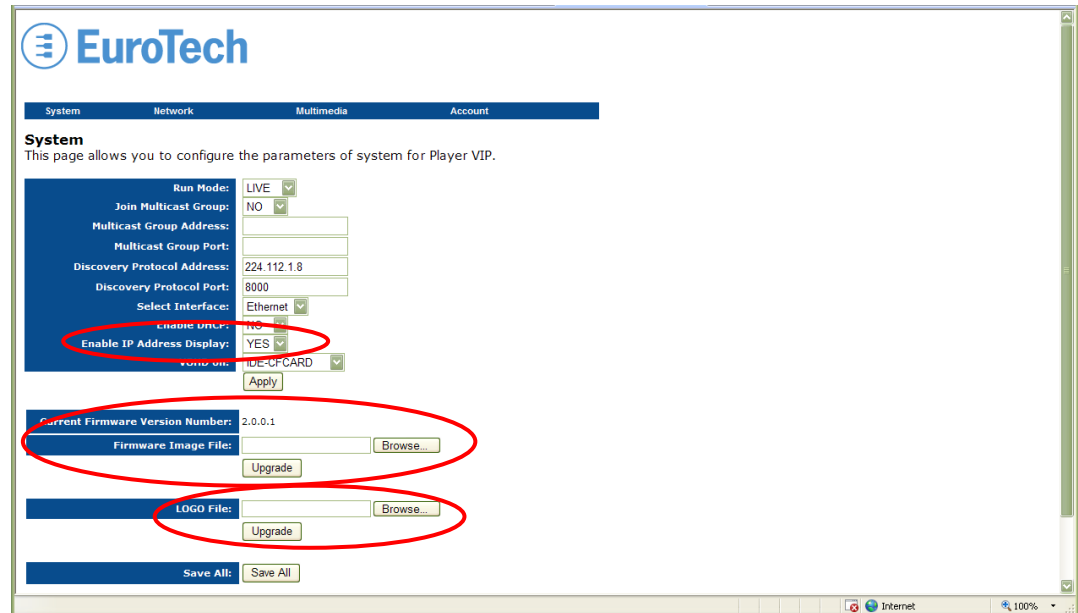 EuroTech
System Network Multimedia Account
System
This page allows you to configure the parameters of system for Player VIP.
Run Mode: LIVE
Join Multicast Group: NO
Multicast Group Address:
Multicast Group Port:
Discovery Protocol Address: 224.112.1.8
Discovery Protocol Port: 8000
Select Interface: Ethernet
Enable DHCP: NO
Enable IP Address Display: YES
IDE-CFCARD
Apply
Current Firmware Version Number: 2.0.0.1
Firmware Image File: Browse...
Upgrade
LOGO File: Browse...
Upgrade
Save All: Save All
Internet 100%